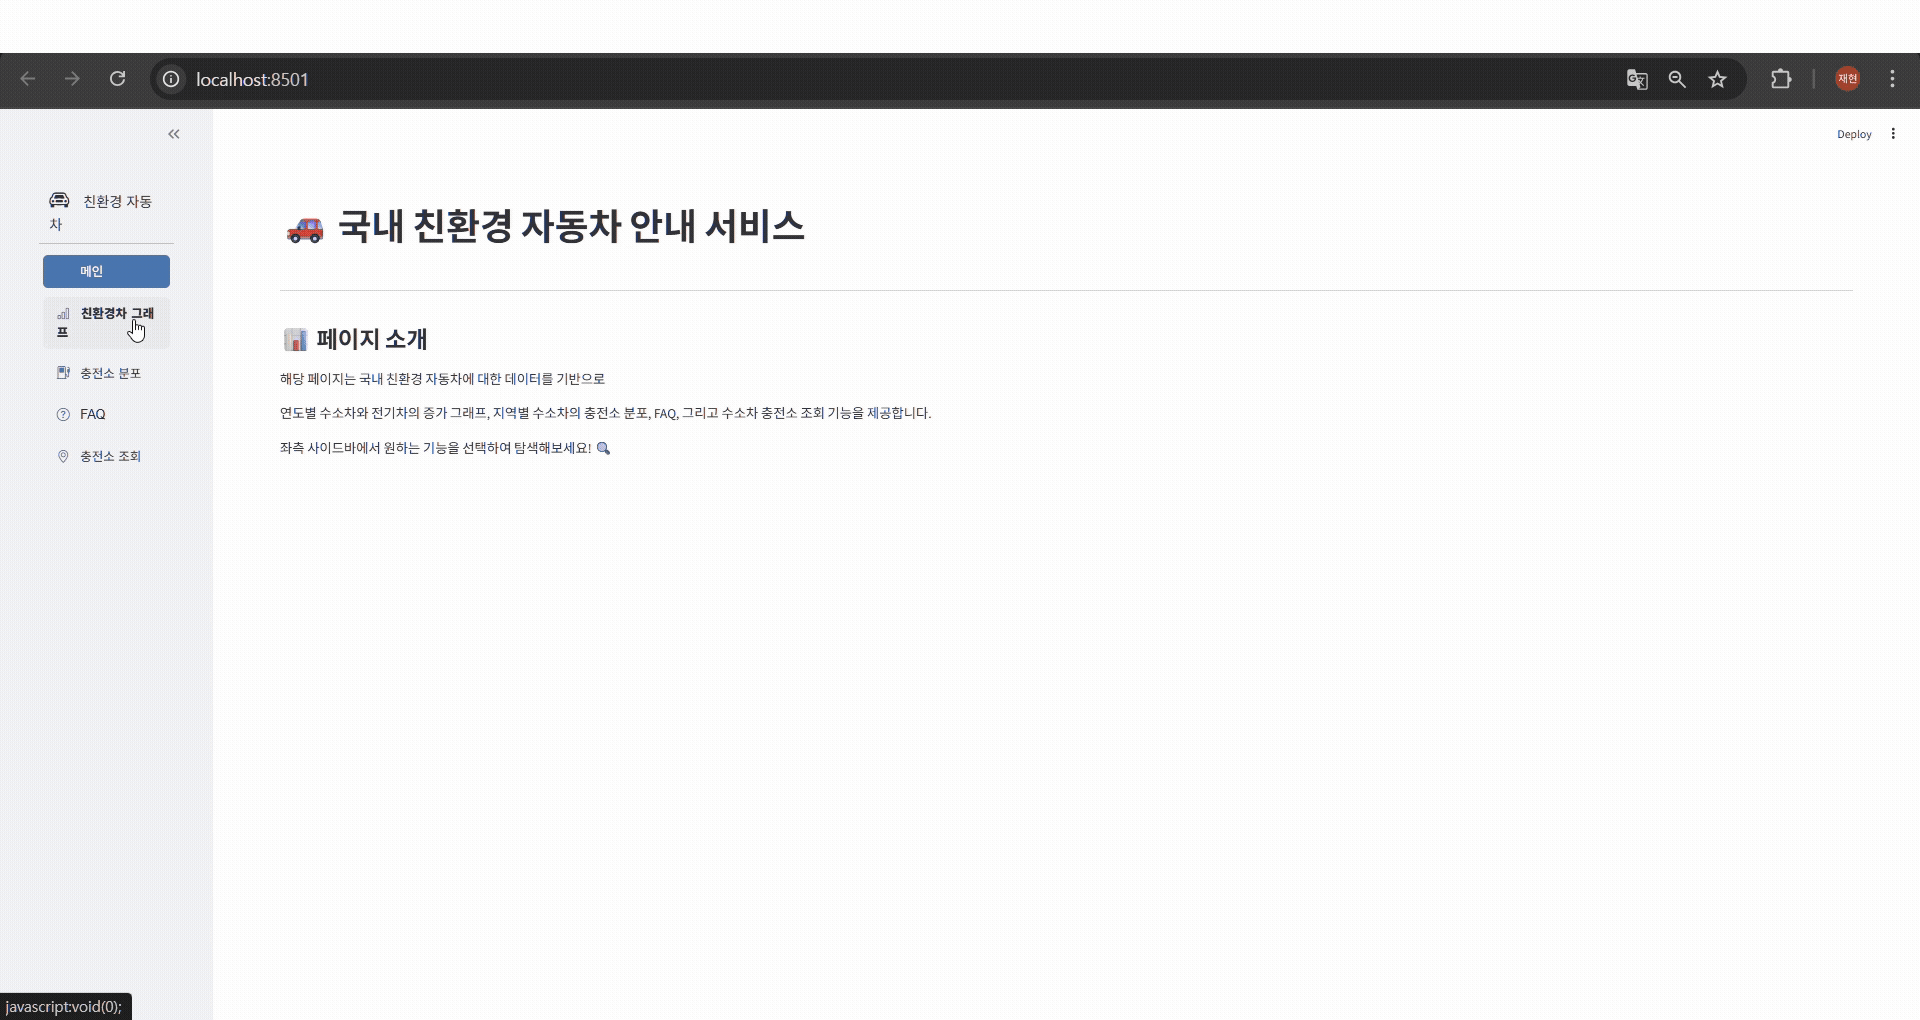 localhost:8501
재현
Deploy
친환경 자동
차
메인
친환경차 그래
프
충전소 분포
FAQ
충전소 조회
국내 친환경 자동차 안내 서비스
페이지 소개
해당 페이지는 국내 친환경 자동차에 대한 데이터를 기반으로
연도별 수소차와 전기차의 증가 그래프, 지역별 수소차의 충전소 분포, FAQ, 그리고 수소차 충전소 조회 기능을 제공합니다.
좌측 사이드바에서 원하는 기능을 선택하여 탐색해보세요!
javascript:void(0);